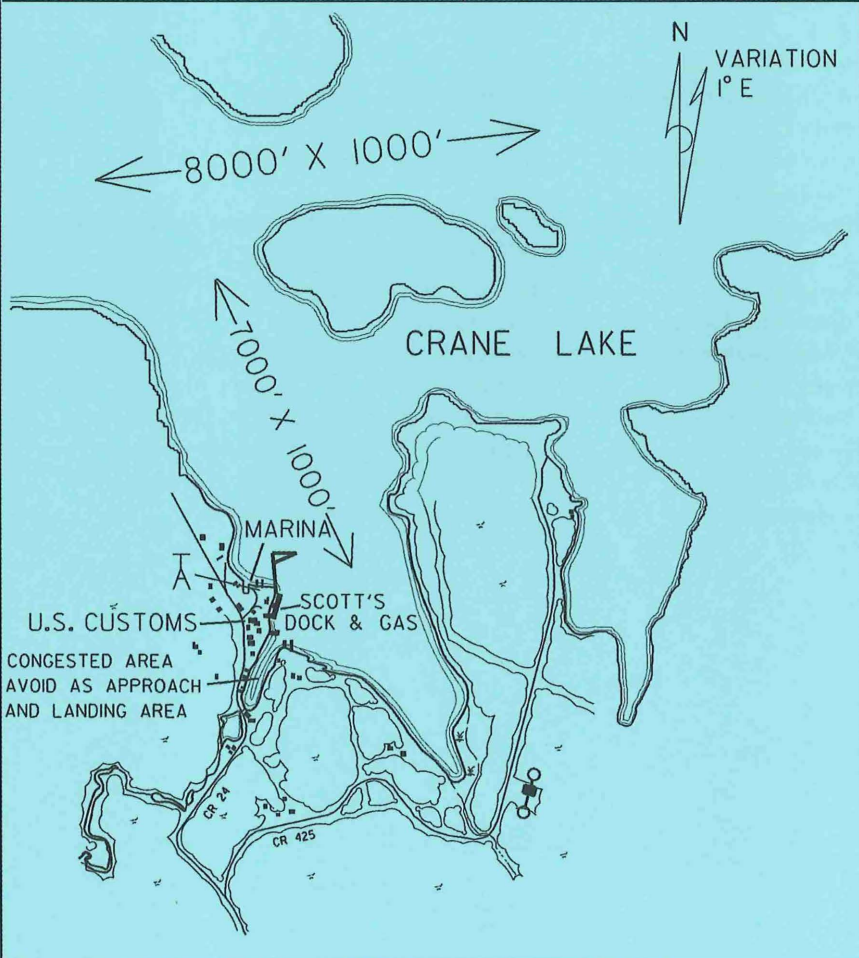 N
VARIATION
1° E
8000' X 1000'
7000' X 1000'
CRANE LAKE
MARINA
U.S. CUSTOMS
SCOTT'S
DOCK & GAS
CONGESTED AREA
AVOID AS APPROACH
AND LANDING AREA
CR 24
CR 425